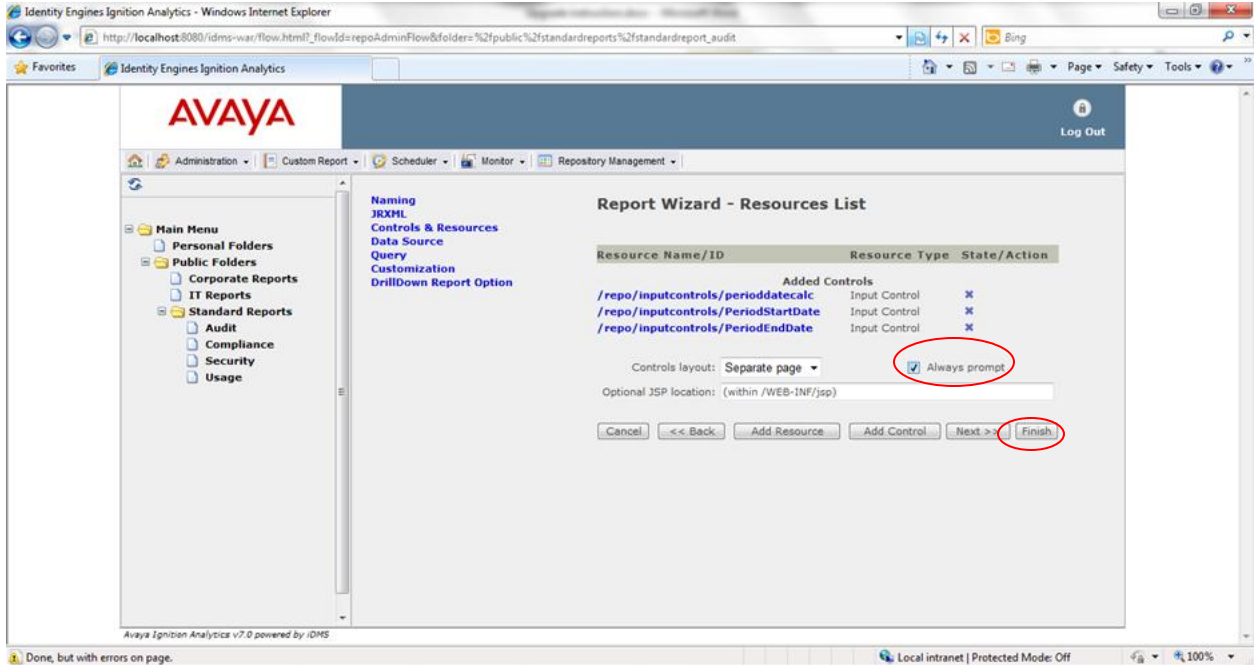 Identity Engines Ignition Analytics - Windows Internet Explorer
http://localhost:8080/idms-war/flow.html?_flowId=repoAdminFlow&folder=%2fpublic%2fstandardreports%2fstandardreport_audit
Bing
Favorites
Identity Engines Ignition Analytics
Page
Safety
Tools
AVAYA
Log Out
Administration
Custom Report
Scheduler
Monitor
Repository Management
Main Menu
Personal Folders
Public Folders
Corporate Reports
IT Reports
Standard Reports
Audit
Compliance
Security
Usage
Naming
JRXML
Controls & Resources
Data Source
Query
Customization
DrillDown Report Option
Report Wizard - Resources List
Resource Name/ID Resource Type State/Action
Added Controls
/repo/inputcontrols/perioddatecalc Input Control
/repo/inputcontrols/PeriodStartDate Input Control
/repo/inputcontrols/PeriodEndDate Input Control
Controls layout: Separate page Always prompt
Optional JSP location: (within /WEB-INF/jsp)
Cancel << Back Add Resource Add Control Next >> Finish
Avaya Ignition Analytics v7.0 powered by iDMS
Done, but with errors on page.
Local intranet | Protected Mode: Off
100%